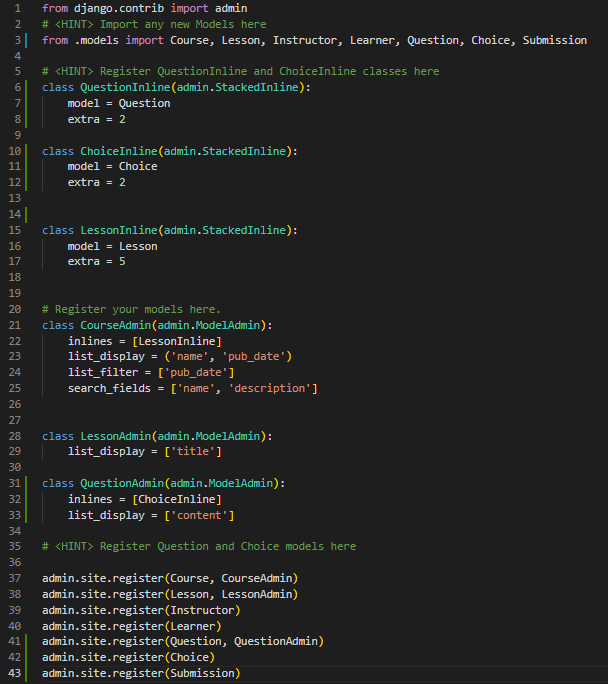 1 from django.contrib import admin
2 # <HINT> Import any new Models here
3 from .models import Course, Lesson, Instructor, Learner, Question, Choice, Submission
4
5 # <HINT> Register QuestionInline and ChoiceInline classes here
6 class QuestionInline(admin.StackedInline):
7     model = Question
8     extra = 2
9
10 class ChoiceInline(admin.StackedInline):
11     model = Choice
12     extra = 2
13
14
15 class LessonInline(admin.StackedInline):
16     model = Lesson
17     extra = 5
18
19
20 # Register your models here.
21 class CourseAdmin(admin.ModelAdmin):
22     inlines = [LessonInline]
23     list_display = ('name', 'pub_date')
24     list_filter = ['pub_date']
25     search_fields = ['name', 'description']
26
27
28 class LessonAdmin(admin.ModelAdmin):
29     list_display = ['title']
30
31 class QuestionAdmin(admin.ModelAdmin):
32     inlines = [ChoiceInline]
33     list_display = ['content']
34
35 # <HINT> Register Question and Choice models here
36
37 admin.site.register(Course, CourseAdmin)
38 admin.site.register(Lesson, LessonAdmin)
39 admin.site.register(Instructor)
40 admin.site.register(Learner)
41 admin.site.register(Question, QuestionAdmin)
42 admin.site.register(Choice)
43 admin.site.register(Submission)